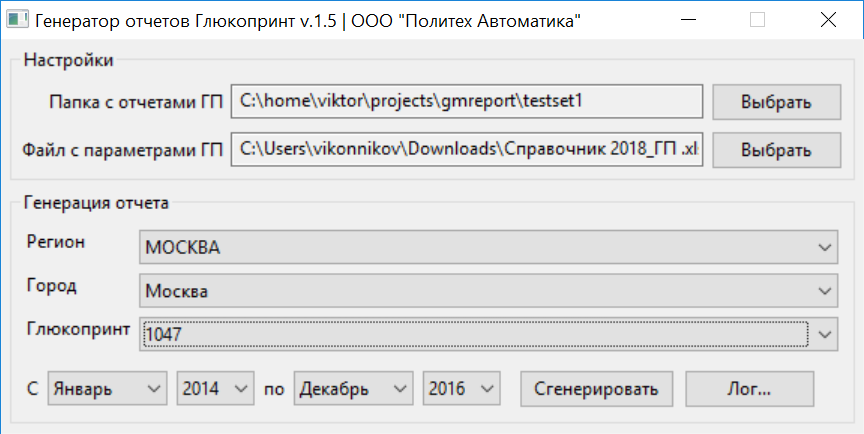 Генератор отчетов Глюкопринт v.1.5 | ООО "Политех Автоматика"
Настройки
Папка с отчетами ГП C:\home\viktor\projects\gmreport\testset1 Выбрать
Файл с параметрами ГП C:\Users\vikonnikov\Downloads\Справочник 2018_ГП .xl Выбрать
Генерация отчета
Регион МОСКВА
Город Москва
Глюкопринт 1047
С Январь 2014 по Декабрь 2016 Сгенерировать Лог...